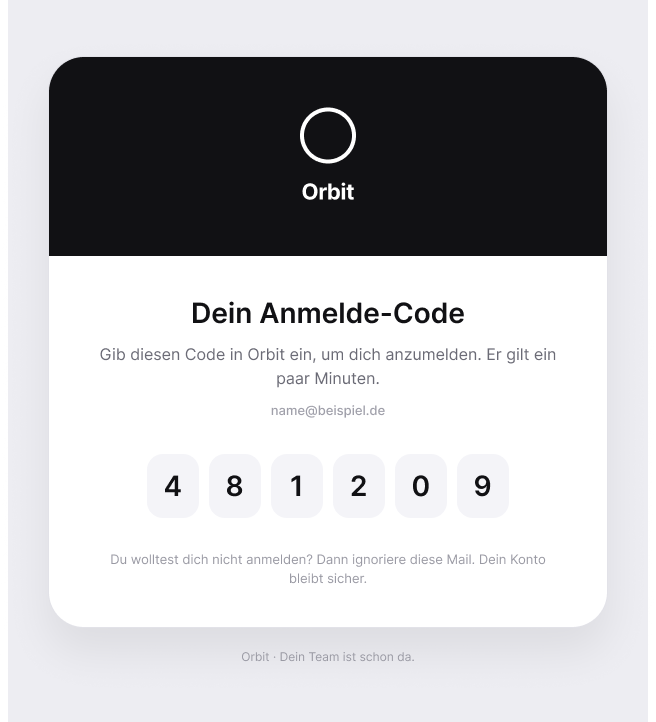 Orbit
Dein Anmelde-Code
Gib diesen Code in Orbit ein, um dich anzumelden. Er gilt ein
paar Minuten.
name@beispiel.de
4 8 1 2 0 9
Du wolltest dich nicht anmelden? Dann ignoriere diese Mail. Dein Konto
bleibt sicher.
Orbit · Dein Team ist schon da.